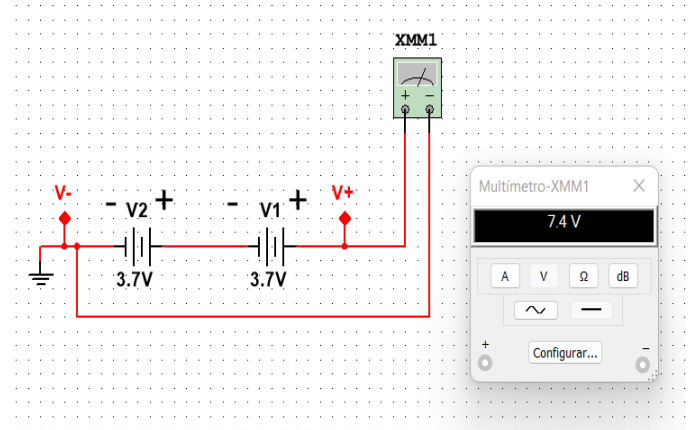 XMM1
+ −
V-
- V2 +
- V1 +
V+
3.7V
3.7V
Multímetro-XMM1 X
7.4 V
A V Ω dB
+ −
Configurar...